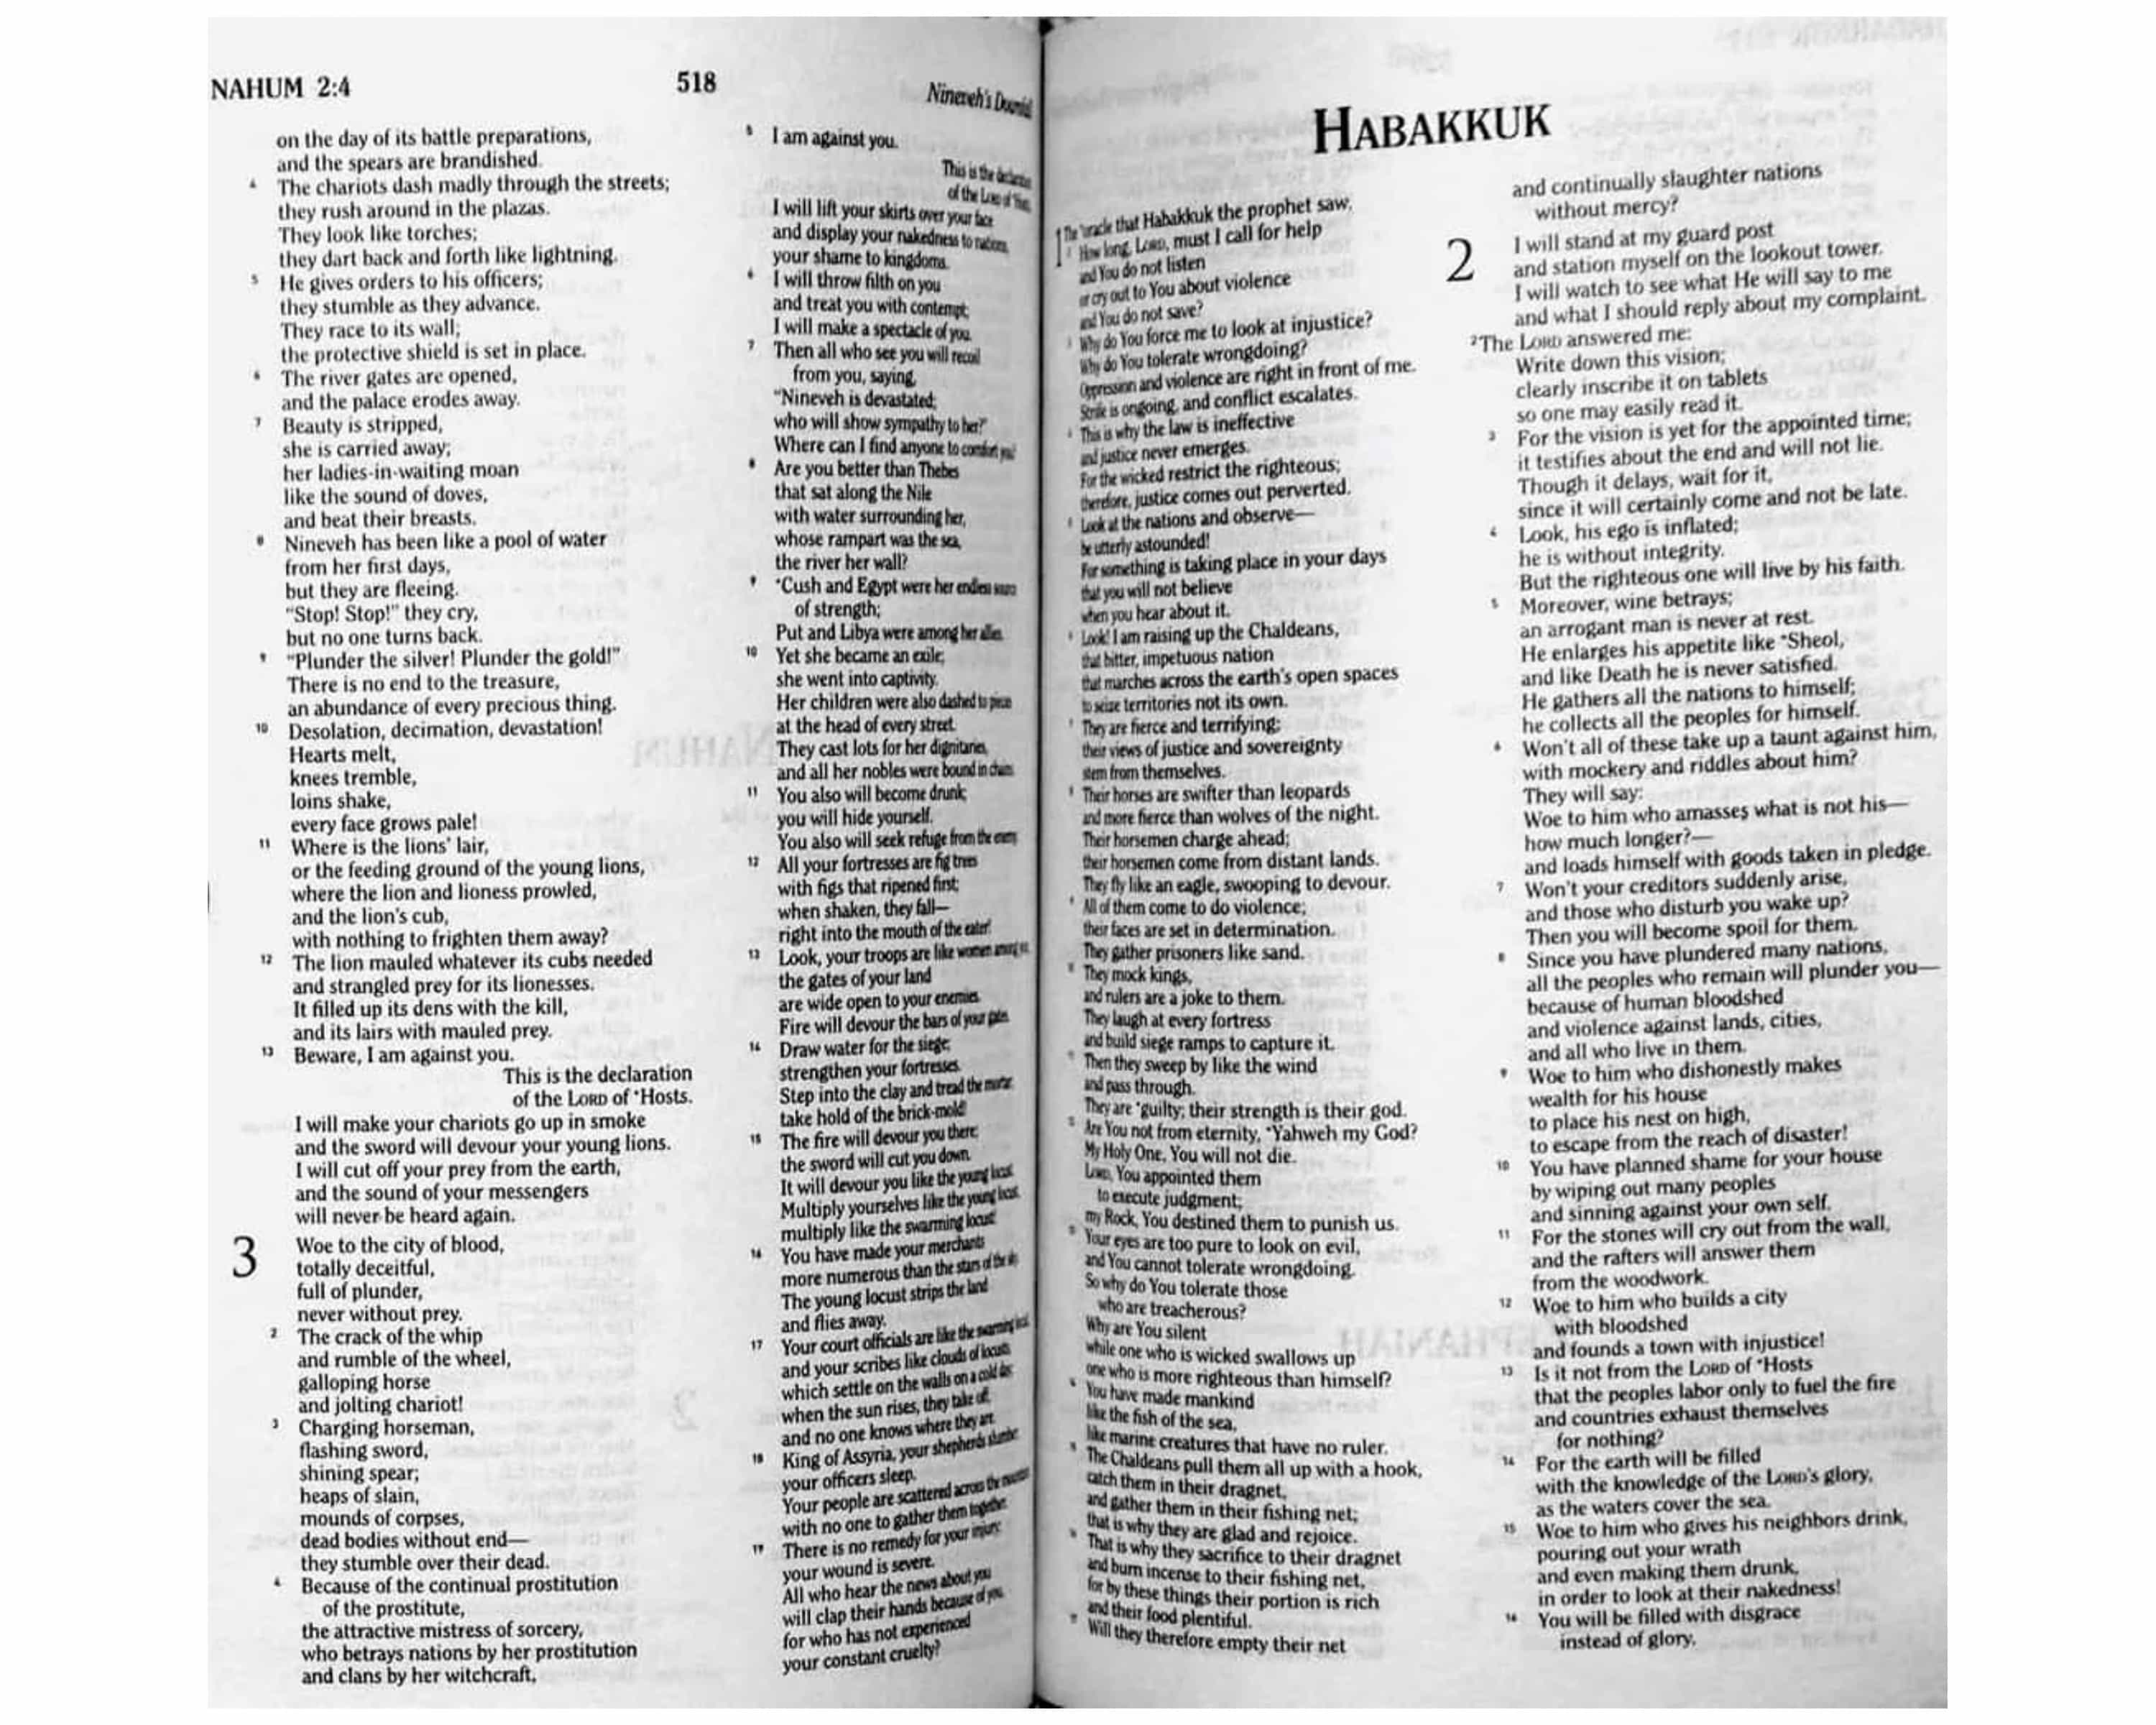 NAHUM 2:4
518
Nineveh's
on the day of its battle preparations,
and the spears are brandished.
4 The chariots dash madly through the streets;
they rush around in the plazas.
They look like torches;
they dart back and forth like lightning.
5 He gives orders to his officers;
they stumble as they advance.
They race to its wall;
the protective shield is set in place.
6 The river gates are opened,
and the palace erodes away.
7 Beauty is stripped,
she is carried away;
her ladies-in-waiting moan
like the sound of doves,
and beat their breasts.
8 Nineveh has been like a pool of water
from her first days,
but they are fleeing.
"Stop! Stop!" they cry,
but no one turns back.
9 "Plunder the silver! Plunder the gold!"
There is no end to the treasure,
an abundance of every precious thing.
10 Desolation, decimation, devastation!
Hearts melt,
knees tremble,
loins shake,
every face grows pale!
11 Where is the lions' lair,
or the feeding ground of the young lions,
where the lion and lioness prowled,
and the lion's cub,
with nothing to frighten them away?
12 The lion mauled whatever its cubs needed
and strangled prey for its lionesses.
It filled up its dens with the kill,
and its lairs with mauled prey.
13 Beware, I am against you.
This is the declaration
of the LORD of *Hosts.
I will make your chariots go up in smoke
and the sword will devour your young lions.
I will cut off your prey from the earth,
and the sound of your messengers
will never be heard again.
3 Woe to the city of blood,
totally deceitful,
full of plunder,
never without prey.
2 The crack of the whip
and rumble of the wheel,
galloping horse
and jolting chariot!
3 Charging horseman,
flashing sword,
shining spear;
heaps of slain,
mounds of corpses,
dead bodies without end—
they stumble over their dead.
4 Because of the continual prostitution
of the prostitute,
the attractive mistress of sorcery,
who betrays nations by her prostitution
and clans by her witchcraft,
5 I am against you.
This is the declaration
of the LORD of
I will lift your skirts over your face
and display your nakedness to nations,
your shame to kingdoms.
6 I will throw filth on you
and treat you with contempt;
I will make a spectacle of you.
7 Then all who see you will recoil
from you, saying,
"Nineveh is devastated;
who will show sympathy to her?"
Where can I find anyone to comfort you?
8 Are you better than Thebes
that sat along the Nile
with water surrounding her,
whose rampart was the sea,
the river her wall?
9 *Cush and Egypt were her endless source
of strength;
Put and Libya were among her allies.
10 Yet she became an exile;
she went into captivity.
Her children were also dashed to pieces
at the head of every street.
They cast lots for her dignitaries,
and all her nobles were bound in chains.
11 You also will become drunk;
you will hide yourself.
You also will seek refuge from the enemy.
12 All your fortresses are fig trees
with figs that ripened first;
when shaken, they fall—
right into the mouth of the eater!
13 Look, your troops are like women among you;
the gates of your land
are wide open to your enemies.
Fire will devour the bars of your gates.
14 Draw water for the siege;
strengthen your fortresses.
Step into the clay and tread the mortar;
take hold of the brick-mold!
15 The fire will devour you there;
the sword will cut you down.
It will devour you like the young locust.
Multiply yourselves like the young locust,
multiply like the swarming locust!
16 You have made your merchants
more numerous than the stars of the sky.
The young locust strips the land
and flies away.
17 Your court officials are like the swarming locust,
and your scribes like clouds of locusts,
which settle on the walls on a cold day;
when the sun rises, they take off,
and no one knows where they are.
18 King of Assyria, your shepherds slumber;
your officers sleep.
Your people are scattered across the mountains
with no one to gather them together.
19 There is no remedy for your injury;
your wound is severe.
All who hear the news about you
will clap their hands because of you,
for who has not experienced
your constant cruelty?
HABAKKUK
1 The *oracle that Habakkuk the prophet saw.
2 How long, LORD, must I call for help
and You do not listen
or cry out to You about violence
and You do not save?
3 Why do You force me to look at injustice?
Why do You tolerate wrongdoing?
Oppression and violence are right in front of me.
Strife is ongoing, and conflict escalates.
4 This is why the law is ineffective
and justice never emerges.
For the wicked restrict the righteous;
therefore, justice comes out perverted.
5 Look at the nations and observe—
be utterly astounded!
For something is taking place in your days
that you will not believe
when you hear about it.
6 Look! I am raising up the Chaldeans,
that bitter, impetuous nation
that marches across the earth's open spaces
to seize territories not its own.
7 They are fierce and terrifying;
their views of justice and sovereignty
stem from themselves.
8 Their horses are swifter than leopards
and more fierce than wolves of the night.
Their horsemen charge ahead;
their horsemen come from distant lands.
They fly like an eagle, swooping to devour.
9 All of them come to do violence;
their faces are set in determination.
They gather prisoners like sand.
10 They mock kings,
and rulers are a joke to them.
They laugh at every fortress
and build siege ramps to capture it.
11 Then they sweep by like the wind
and pass through.
They are *guilty; their strength is their god.
12 Are You not from eternity, *Yahweh my God?
My Holy One, You will not die.
LORD, You appointed them
to execute judgment;
my Rock, You destined them to punish us.
13 Your eyes are too pure to look on evil,
and You cannot tolerate wrongdoing.
So why do You tolerate those
who are treacherous?
Why are You silent
while one who is wicked swallows up
one who is more righteous than himself?
14 You have made mankind
like the fish of the sea,
like marine creatures that have no ruler.
15 The Chaldeans pull them all up with a hook,
catch them in their dragnet,
and gather them in their fishing net;
that is why they are glad and rejoice.
16 That is why they sacrifice to their dragnet
and burn incense to their fishing net,
for by these things their portion is rich
and their food plentiful.
17 Will they therefore empty their net
and continually slaughter nations
without mercy?
2 I will stand at my guard post
and station myself on the lookout tower.
I will watch to see what He will say to me
and what I should reply about my complaint.
2 The LORD answered me:
Write down this vision;
clearly inscribe it on tablets
so one may easily read it.
3 For the vision is yet for the appointed time;
it testifies about the end and will not lie.
Though it delays, wait for it,
since it will certainly come and not be late.
4 Look, his ego is inflated;
he is without integrity.
But the righteous one will live by his faith.
5 Moreover, wine betrays;
an arrogant man is never at rest.
He enlarges his appetite like *Sheol,
and like Death he is never satisfied.
He gathers all the nations to himself;
he collects all the peoples for himself.
6 Won't all of these take up a taunt against him,
with mockery and riddles about him?
They will say:
Woe to him who amasses what is not his—
how much longer?—
and loads himself with goods taken in pledge.
7 Won't your creditors suddenly arise,
and those who disturb you wake up?
Then you will become spoil for them.
8 Since you have plundered many nations,
all the peoples who remain will plunder you—
because of human bloodshed
and violence against lands, cities,
and all who live in them.
9 Woe to him who dishonestly makes
wealth for his house
to place his nest on high,
to escape from the reach of disaster!
10 You have planned shame for your house
by wiping out many peoples
and sinning against your own self.
11 For the stones will cry out from the wall,
and the rafters will answer them
from the woodwork.
12 Woe to him who builds a city
with bloodshed
and founds a town with injustice!
13 Is it not from the LORD of *Hosts
that the peoples labor only to fuel the fire
and countries exhaust themselves
for nothing?
14 For the earth will be filled
with the knowledge of the LORD's glory,
as the waters cover the sea.
15 Woe to him who gives his neighbors drink,
pouring out your wrath
and even making them drunk,
in order to look at their nakedness!
16 You will be filled with disgrace
instead of glory.